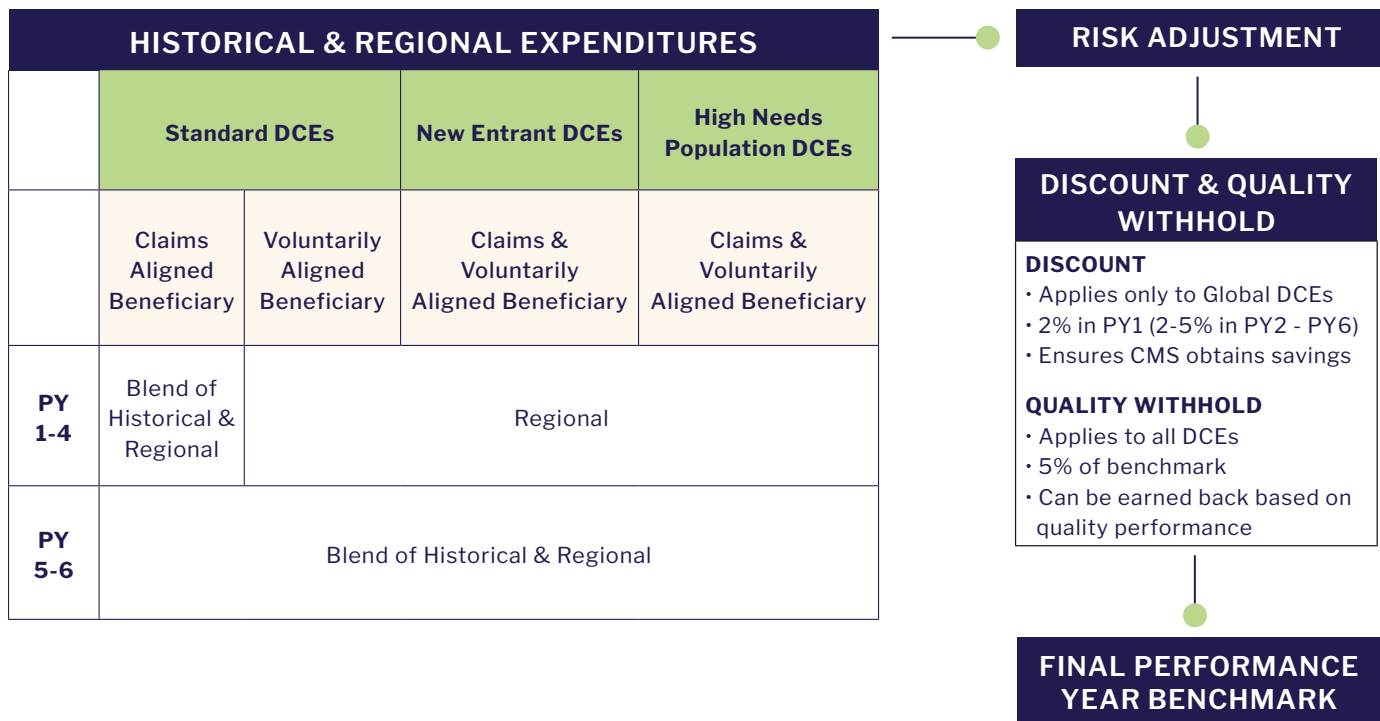 HISTORICAL & REGIONAL EXPENDITURES
Standard DCEs
New Entrant DCEs
High Needs
Population DCEs
Claims
Aligned
Beneficiary
Voluntarily
Aligned
Beneficiary
Claims &
Voluntarily
Aligned Beneficiary
Claims &
Voluntarily
Aligned Beneficiary
PY
1-4
Blend of
Historical &
Regional
Regional
PY
5-6
Blend of Historical & Regional
RISK ADJUSTMENT
DISCOUNT & QUALITY
WITHHOLD
DISCOUNT
• Applies only to Global DCEs
• 2% in PY1 (2-5% in PY2 - PY6)
• Ensures CMS obtains savings
QUALITY WITHHOLD
• Applies to all DCEs
• 5% of benchmark
• Can be earned back based on
quality performance
FINAL PERFORMANCE
YEAR BENCHMARK